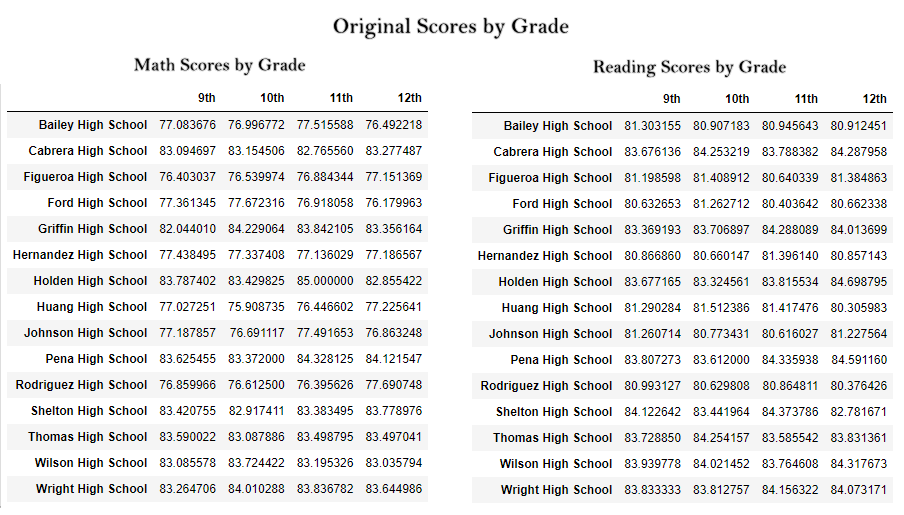 Original Scores by Grade
Math Scores by Grade
9th 10th 11th 12th
Bailey High School 77.083676 76.996772 77.515588 76.492218
Cabrera High School 83.094697 83.154506 82.765560 83.277487
Figueroa High School 76.403037 76.539974 76.884344 77.151369
Ford High School 77.361345 77.672316 76.918058 76.179963
Griffin High School 82.044010 84.229064 83.842105 83.356164
Hernandez High School 77.438495 77.337408 77.136029 77.186567
Holden High School 83.787402 83.429825 85.000000 82.855422
Huang High School 77.027251 75.908735 76.446602 77.225641
Johnson High School 77.187857 76.691117 77.491653 76.863248
Pena High School 83.625455 83.372000 84.328125 84.121547
Rodriguez High School 76.859966 76.612500 76.395626 77.690748
Shelton High School 83.420755 82.917411 83.383495 83.778976
Thomas High School 83.590022 83.087886 83.498795 83.497041
Wilson High School 83.085578 83.724422 83.195326 83.035794
Wright High School 83.264706 84.010288 83.836782 83.644986
Reading Scores by Grade
9th 10th 11th 12th
Bailey High School 81.303155 80.907183 80.945643 80.912451
Cabrera High School 83.676136 84.253219 83.788382 84.287958
Figueroa High School 81.198598 81.408912 80.640339 81.384863
Ford High School 80.632653 81.262712 80.403642 80.662338
Griffin High School 83.369193 83.706897 84.288089 84.013699
Hernandez High School 80.866860 80.660147 81.396140 80.857143
Holden High School 83.677165 83.324561 83.815534 84.698795
Huang High School 81.290284 81.512386 81.417476 80.305983
Johnson High School 81.260714 80.773431 80.616027 81.227564
Pena High School 83.807273 83.612000 84.335938 84.591160
Rodriguez High School 80.993127 80.629808 80.864811 80.376426
Shelton High School 84.122642 83.441964 84.373786 82.781671
Thomas High School 83.728850 84.254157 83.585542 83.831361
Wilson High School 83.939778 84.021452 83.764608 84.317673
Wright High School 83.833333 83.812757 84.156322 84.073171